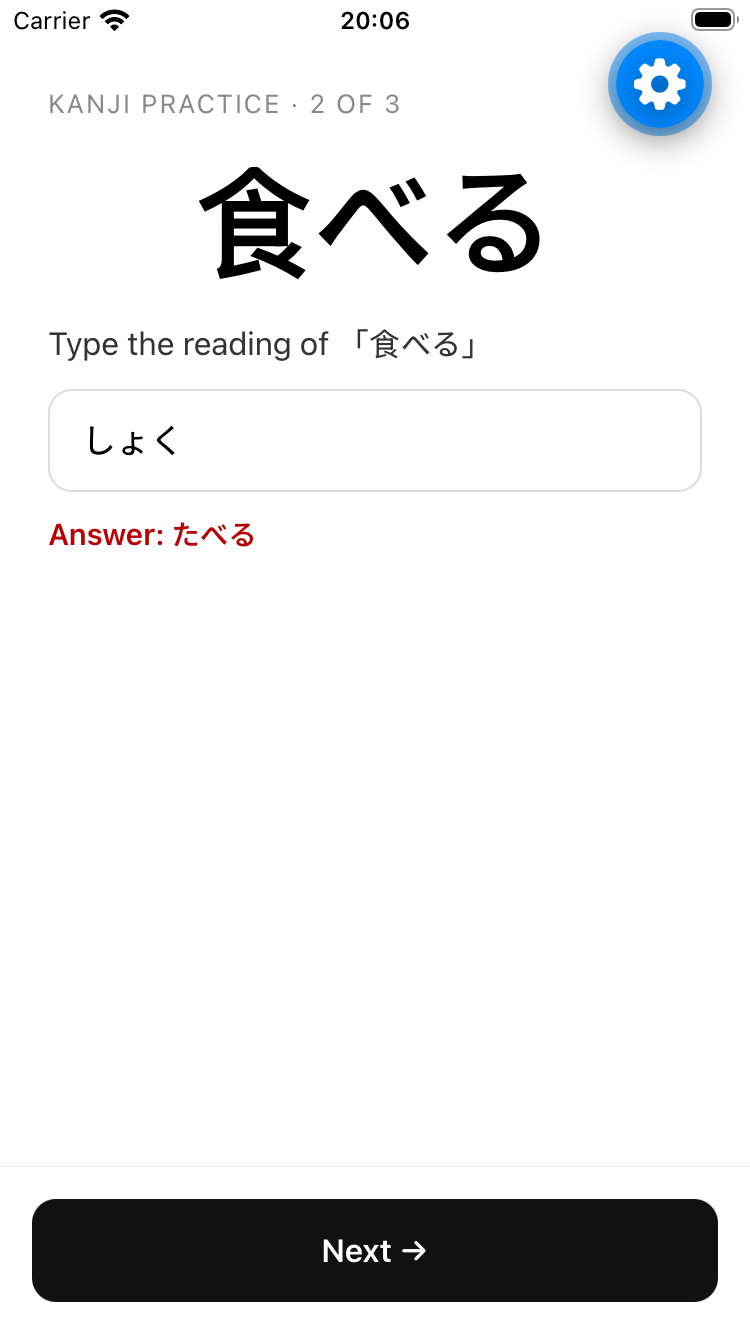 Carrier 20:06
KANJI PRACTICE · 2 OF 3
食べる
Type the reading of 「食べる」
しょく
Answer: たべる
Next →